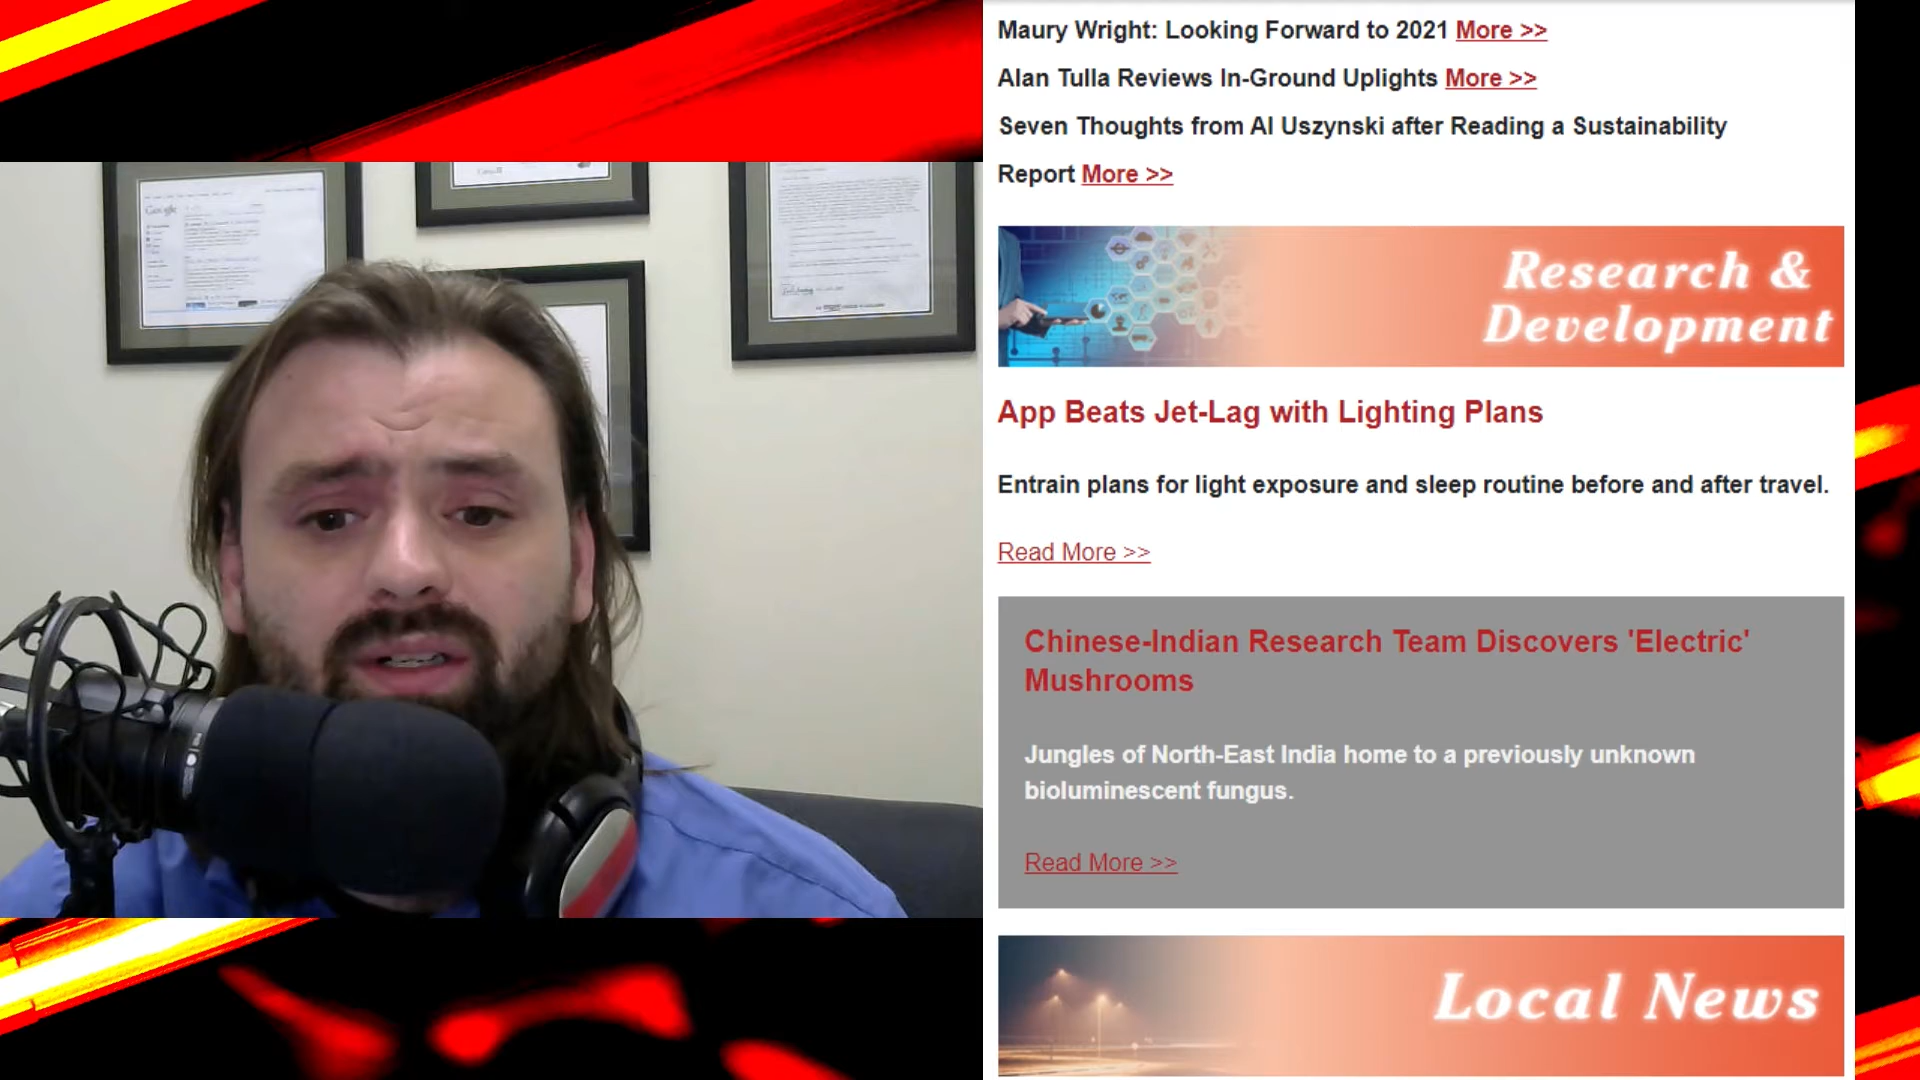 Google
Maury Wright: Looking Forward to 2021 More >>
Alan Tulla Reviews In-Ground Uplights More >>
Seven Thoughts from Al Uszynski after Reading a Sustainability
Report More >>
Research &
Development
App Beats Jet-Lag with Lighting Plans
Entrain plans for light exposure and sleep routine before and after travel.
Read More >>
Chinese-Indian Research Team Discovers 'Electric'
Mushrooms
Jungles of North-East India home to a previously unknown
bioluminescent fungus.
Read More >>
Local News